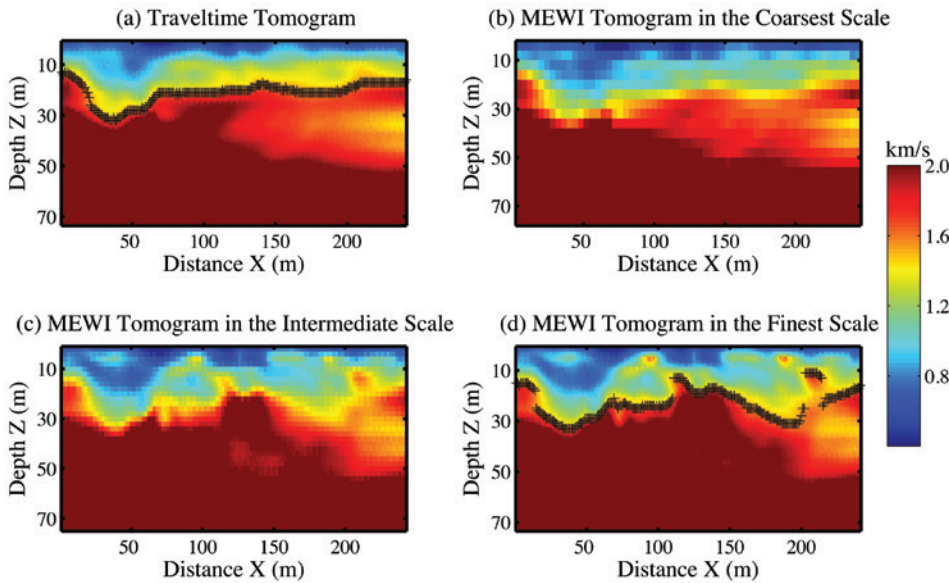 (a) Traveltime Tomogram
10
30
50
70
Depth Z (m)
50 100 150 200
Distance X (m)
(b) MEWI Tomogram in the Coarsest Scale
10
30
50
70
Depth Z (m)
50 100 150 200
Distance X (m)
km/s
2.0
1.6
1.2
0.8
(c) MEWI Tomogram in the Intermediate Scale
10
30
50
70
Depth Z (m)
50 100 150 200
Distance X (m)
(d) MEWI Tomogram in the Finest Scale
10
30
50
70
Depth Z (m)
50 100 150 200
Distance X (m)